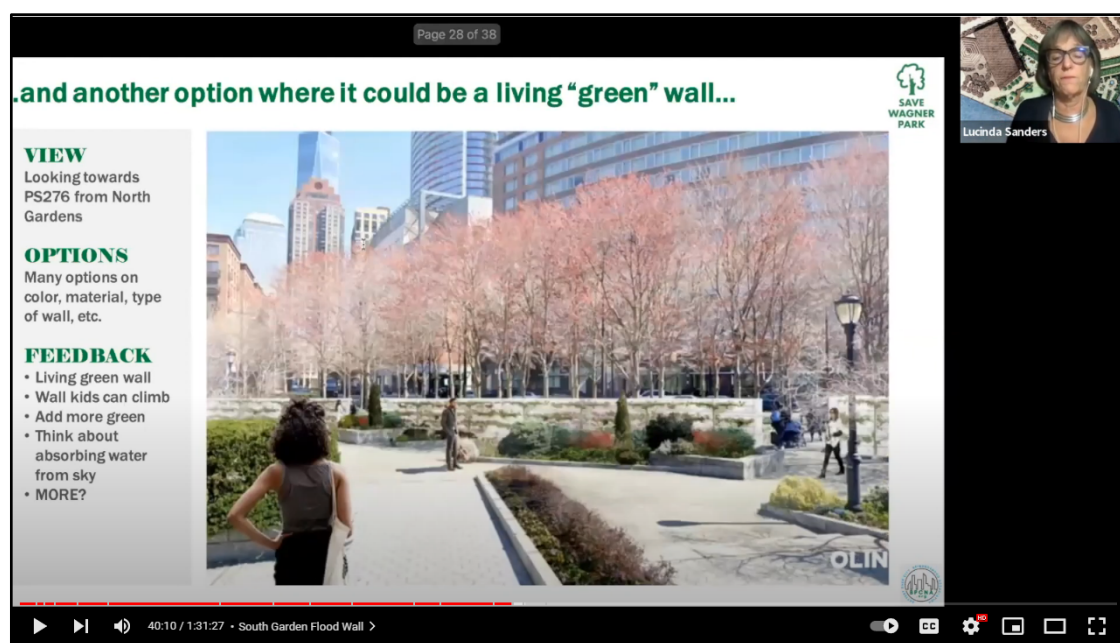 Page 28 of 38
.and another option where it could be a living “green” wall...
SAVE
WAGNER
PARK
Lucinda Sanders
VIEW
Looking towards
PS276 from North
Gardens
OPTIONS
Many options on
color, material, type
of wall, etc.
FEEDBACK
• Living green wall
• Wall kids can climb
• Add more green
• Think about
absorbing water
from sky
• MORE?
OLIN
40:10 / 1:31:27 • South Garden Flood Wall >
CC
HD